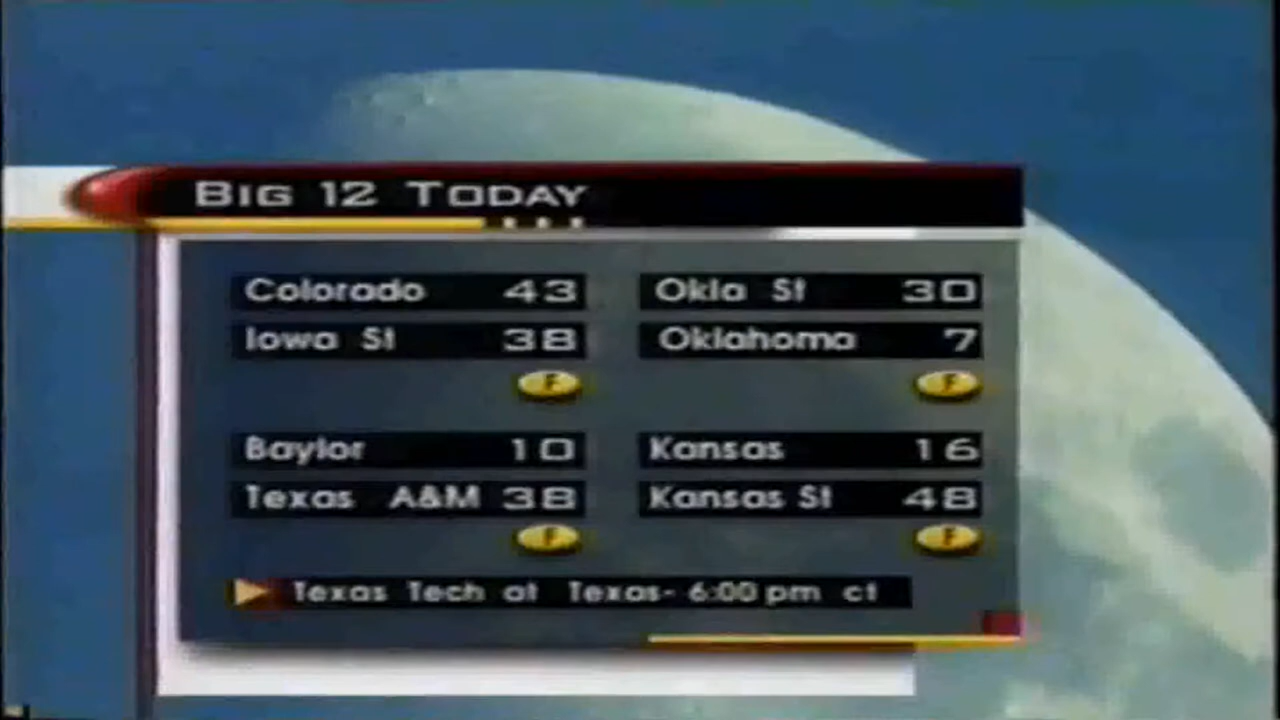 BIG 12 TODAY
Colorado 43
Iowa St 38
F
Okla St 30
Oklahoma 7
F
Baylor 10
Texas A&M 38
F
Kansas 16
Kansas St 48
F
Texas Tech at Texas- 6:00 pm ct